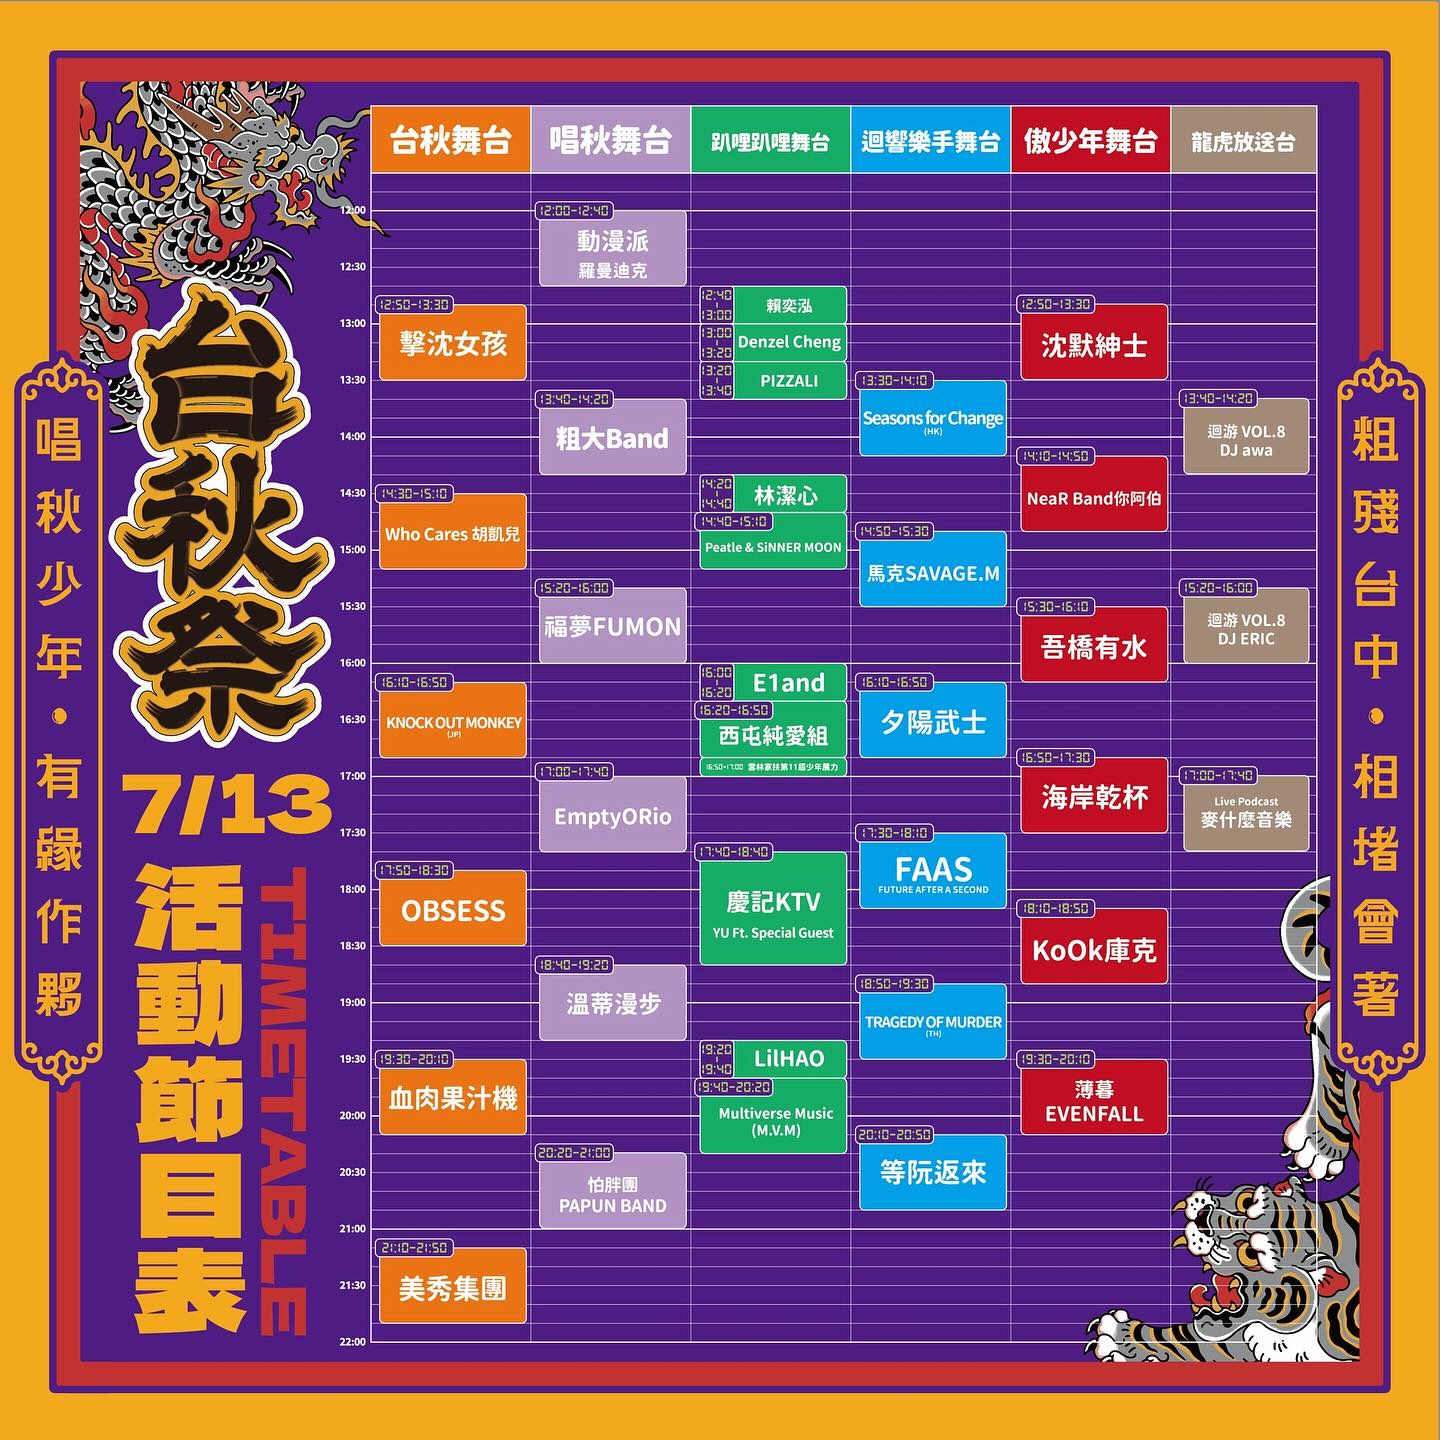 台秋祭
7/13
活動節目表
TIMETABLE
唱秋少年・有緣作夥
粗殘台中・相堵會著
台秋舞台
唱秋舞台
趴哩趴哩舞台
迴響樂手舞台
傲少年舞台
龍虎放送台
12:00
12:30
13:00
13:30
14:00
14:30
15:00
15:30
16:00
16:30
17:00
17:30
18:00
18:30
19:00
19:30
20:00
20:30
21:00
21:30
22:00
12:50-13:30
擊沈女孩
14:30-15:10
Who Cares 胡凱兒
16:10-16:50
KNOCK OUT MONKEY
(JP)
17:50-18:30
OBSESS
19:30-20:10
血肉果汁機
21:10-21:50
美秀集團
12:00-12:40
動漫派
羅曼迪克
13:40-14:20
粗大Band
15:20-16:00
福夢FUMON
17:00-17:40
EmptyORio
18:40-19:20
溫蒂漫步
20:20-21:00
怕胖團
PAPUN BAND
12:40-13:00
賴奕泓
13:00-13:20
Denzel Cheng
13:20-13:40
PIZZALI
14:20-14:40
林潔心
14:40-15:10
Peatle & SiNNER MOON
16:00-16:20
E1and
16:20-16:50
西屯純愛組
16:50-17:00 雲林家扶第11屆少年展力
17:40-18:40
慶記KTV
YU Ft. Special Guest
19:20-19:40
LilHAO
19:40-20:20
Multiverse Music
(M.V.M)
13:30-14:10
Seasons for Change
(HK)
14:50-15:30
馬克SAVAGE.M
16:10-16:50
夕陽武士
17:30-18:10
FAAS
FUTURE AFTER A SECOND
18:50-19:30
TRAGEDY OF MURDER
(TH)
20:10-20:50
等阮返來
12:50-13:30
沈默紳士
14:10-14:50
NeaR Band你阿伯
15:30-16:10
吾橋有水
16:50-17:30
海岸乾杯
18:10-18:50
KoOk庫克
19:30-20:10
薄暮
EVENFALL
13:40-14:20
迴游 VOL.8
DJ awa
15:20-16:00
迴游 VOL.8
DJ ERIC
17:00-17:40
Live Podcast
麥什麼音樂